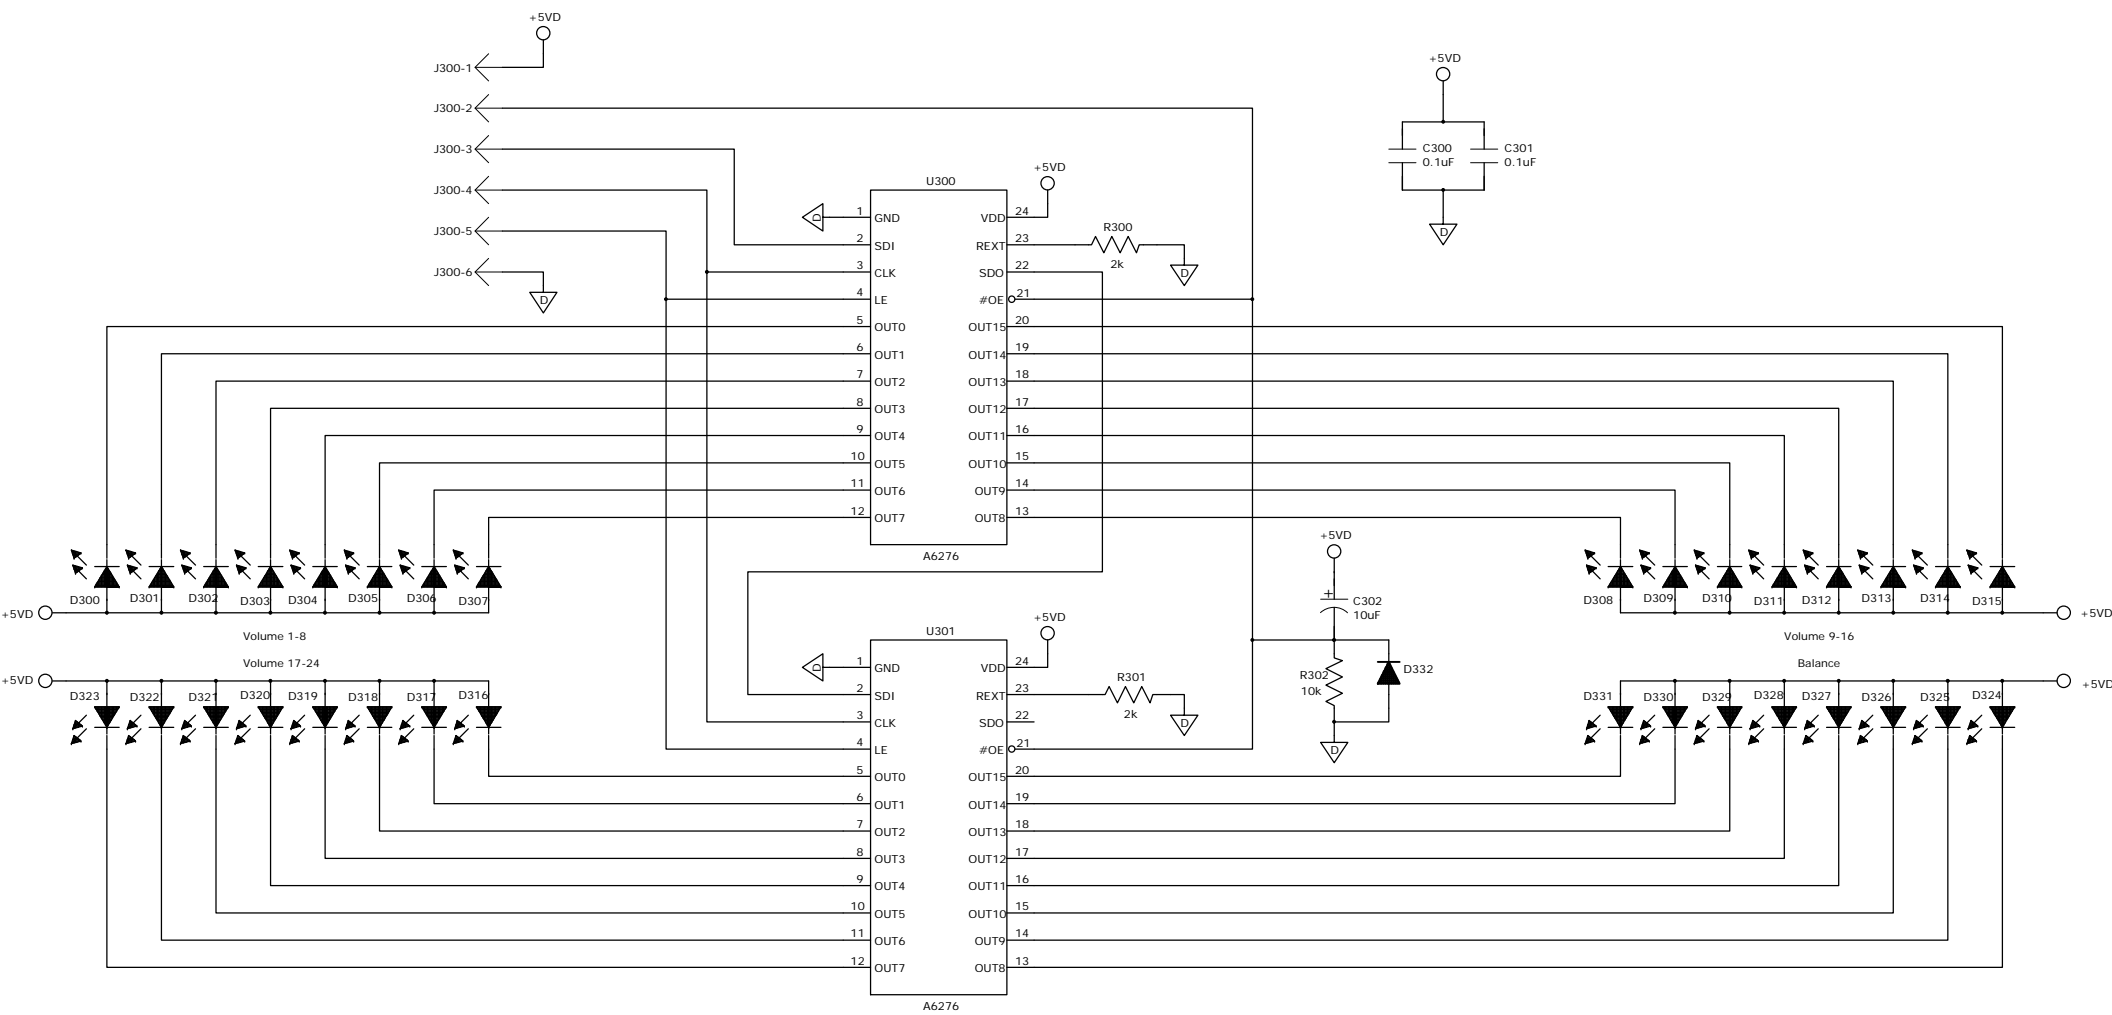 +5VD
J300-1
J300-2
J300-3
J300-4
J300-5
J300-6
D
+5VD
C300
0.1uF
C301
0.1uF
D
U300
+5VD
D
1 GND VDD 24
2 SDI REXT 23
R300
2k
D
3 CLK SDO 22
4 LE #OE 21
5 OUT0 OUT15 20
6 OUT1 OUT14 19
7 OUT2 OUT13 18
8 OUT3 OUT12 17
9 OUT4 OUT11 16
10 OUT5 OUT10 15
11 OUT6 OUT9 14
12 OUT7 OUT8 13
A6276
D300 D301 D302 D303 D304 D305 D306 D307
+5VD
Volume 1-8
D308 D309 D310 D311 D312 D313 D314 D315
+5VD
Volume 9-16
+5VD
+
C302
10uF
R302
10k
D332
D
Volume 17-24
+5VD
D323 D322 D321 D320 D319 D318 D317 D316
Balance
+5VD
D331 D330 D329 D328 D327 D326 D325 D324
U301
+5VD
D
1 GND VDD 24
2 SDI REXT 23
R301
2k
D
3 CLK SDO 22
4 LE #OE 21
5 OUT0 OUT15 20
6 OUT1 OUT14 19
7 OUT2 OUT13 18
8 OUT3 OUT12 17
9 OUT4 OUT11 16
10 OUT5 OUT10 15
11 OUT6 OUT9 14
12 OUT7 OUT8 13
A6276